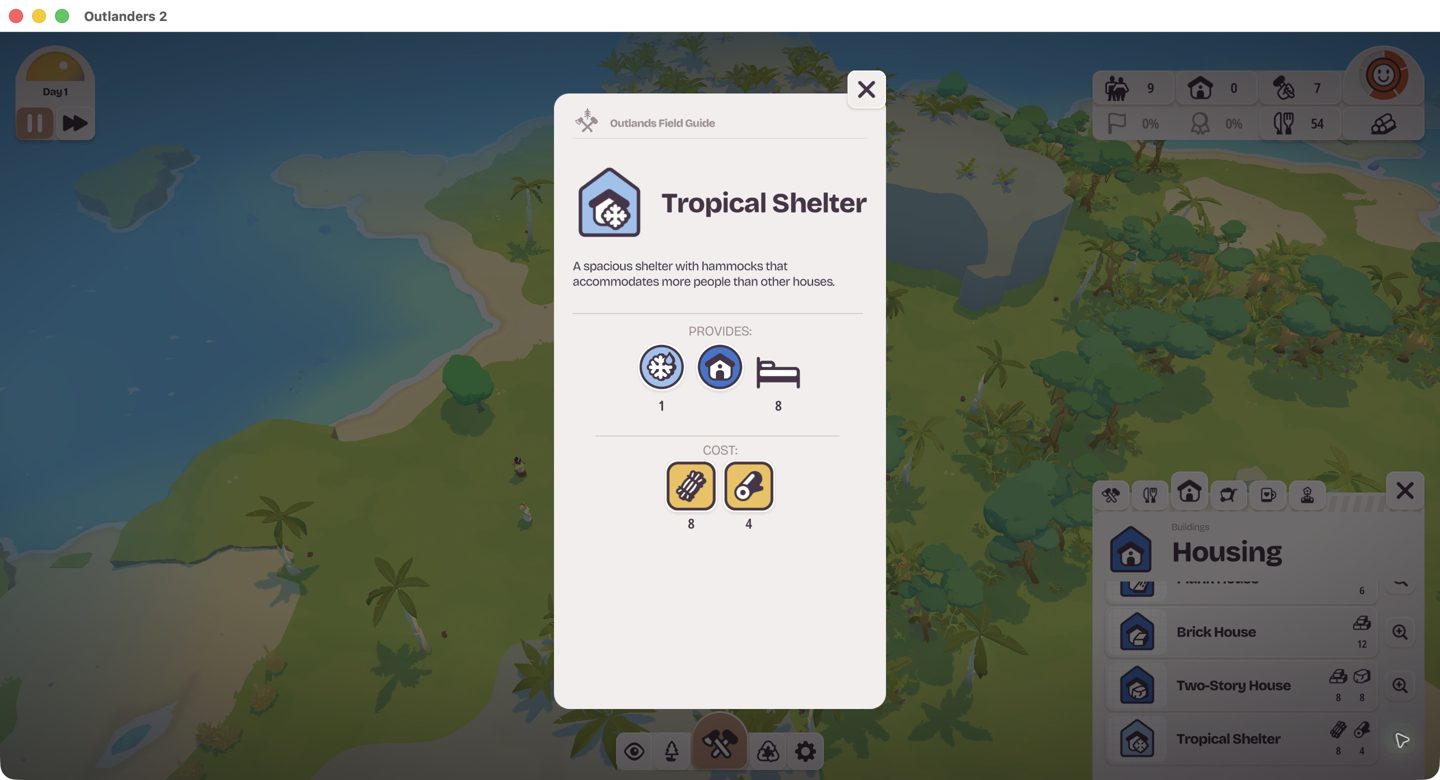 Outlanders 2
Day 1
9
0
7
0%
0%
54
Outlands Field Guide
Tropical Shelter
A spacious shelter with hammocks that
accommodates more people than other houses.
PROVIDES:
1
8
COST:
8
4
Buildings
Housing
Plank House
6
Brick House
12
Two-Story House
8
8
Tropical Shelter
8
4